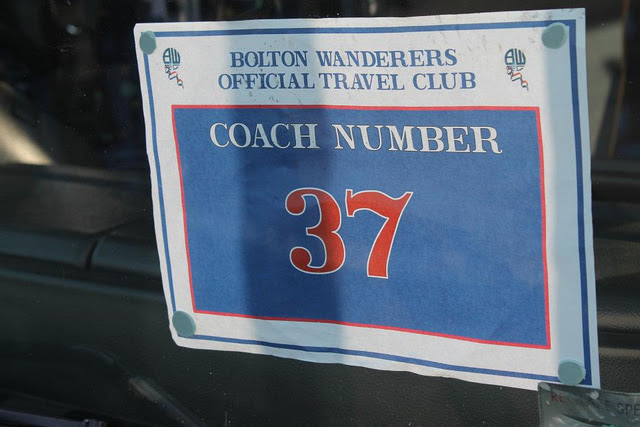 BOLTON WANDERERS
OFFICIAL TRAVEL CLUB
COACH NUMBER
37